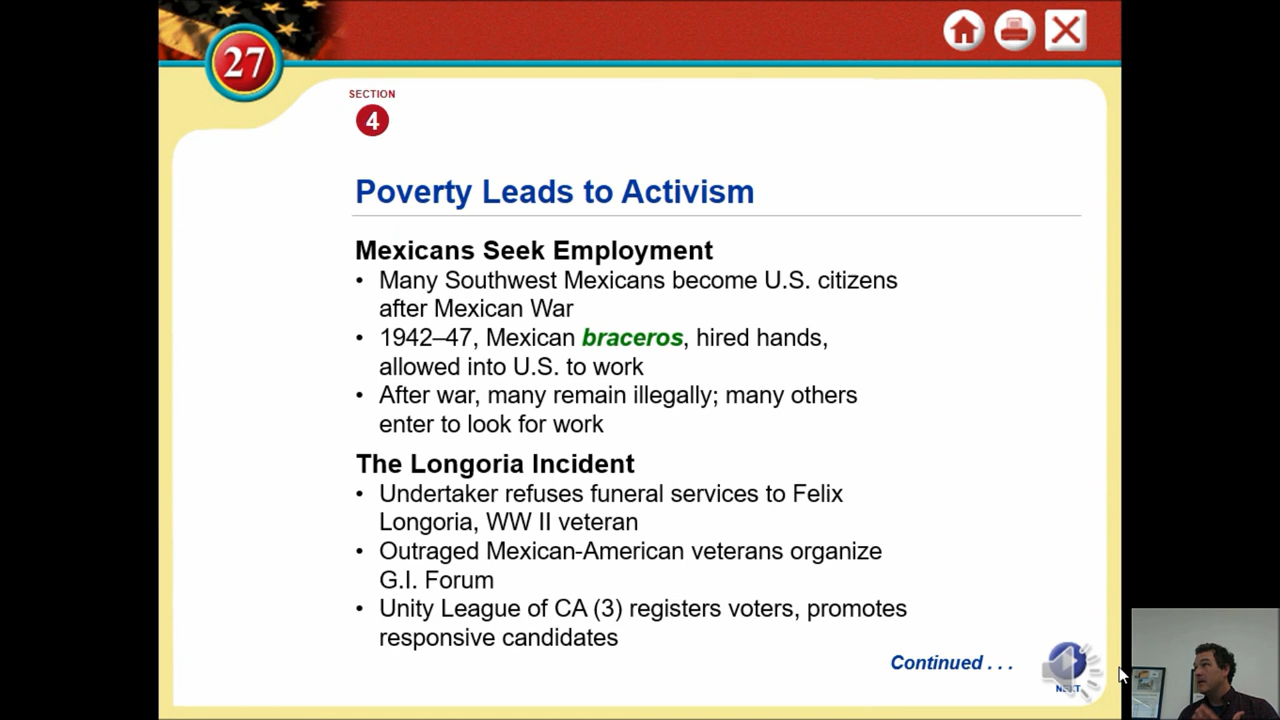 27
SECTION
4
Poverty Leads to Activism
Mexicans Seek Employment
• Many Southwest Mexicans become U.S. citizens
after Mexican War
• 1942–47, Mexican braceros, hired hands,
allowed into U.S. to work
• After war, many remain illegally; many others
enter to look for work
The Longoria Incident
• Undertaker refuses funeral services to Felix
Longoria, WW II veteran
• Outraged Mexican-American veterans organize
G.I. Forum
• Unity League of CA (3) registers voters, promotes
responsive candidates
Continued . . .
NEXT